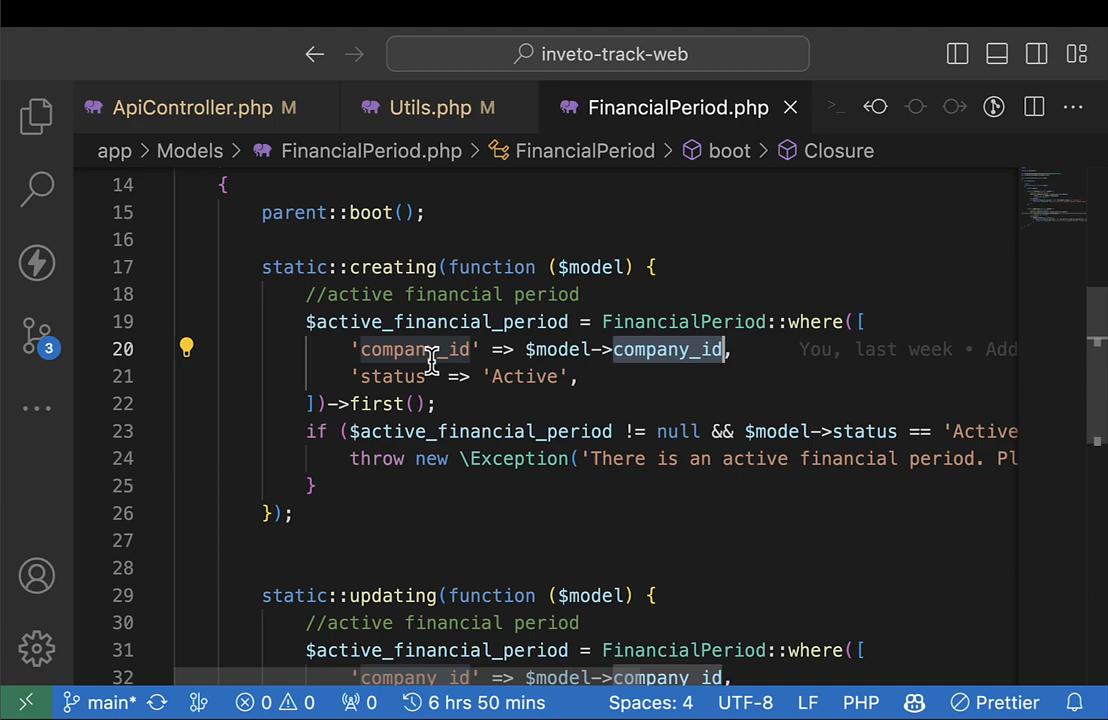 inveto-track-web
ApiController.php M
Utils.php M
FinancialPeriod.php
app > Models > FinancialPeriod.php > FinancialPeriod > boot > Closure
14 {
15 parent::boot();
16
17 static::creating(function ($model) {
18 //active financial period
19 $active_financial_period = FinancialPeriod::where([
20 'company_id' => $model->company_id, You, last week • Add
21 'status' => 'Active',
22 ])->first();
23 if ($active_financial_period != null && $model->status == 'Active
24 throw new \Exception('There is an active financial period. Pl
25 }
26 });
27
28
29 static::updating(function ($model) {
30 //active financial period
31 $active_financial_period = FinancialPeriod::where([
32 'company_id' => $model->company_id,
3
main* 0 0 0 6 hrs 50 mins Spaces: 4 UTF-8 LF PHP Prettier